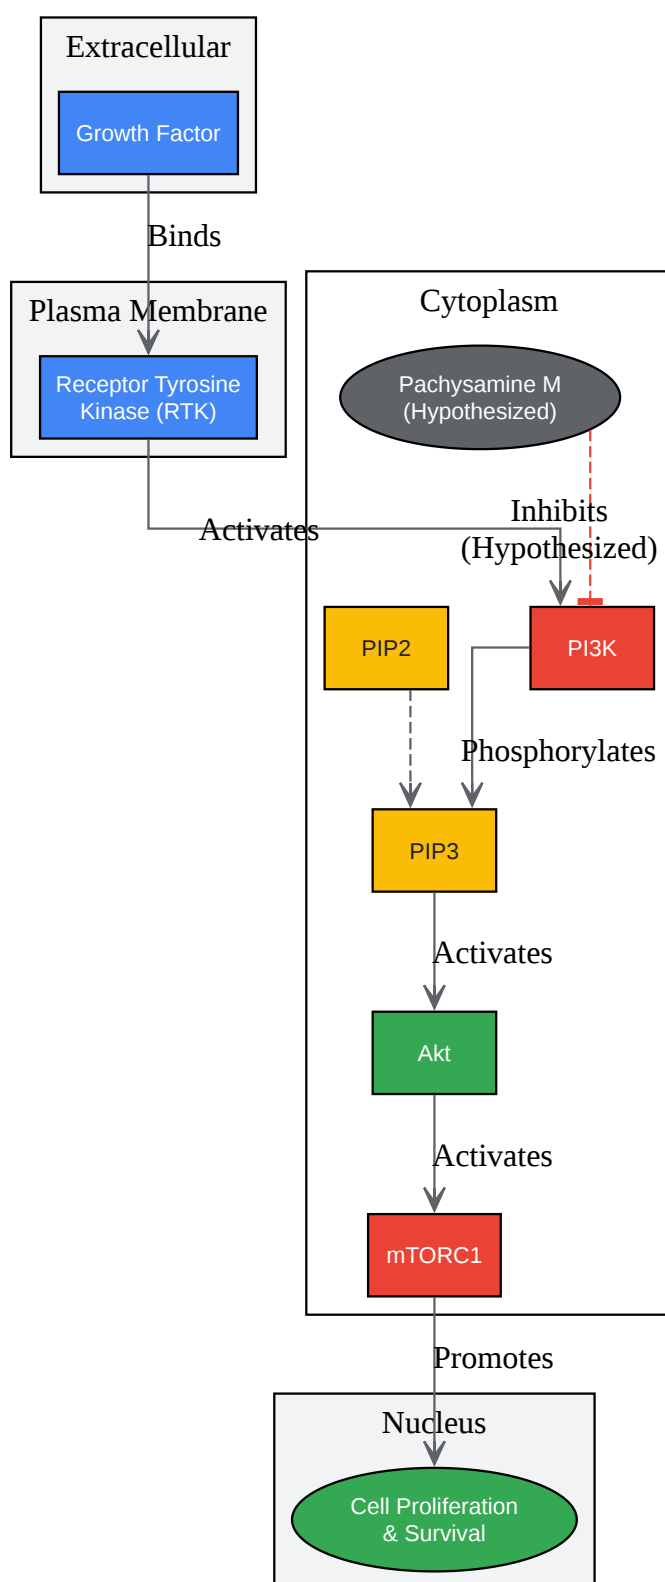 Extracellular
Growth Factor
Binds
Plasma Membrane
Receptor Tyrosine
Kinase (RTK)
Cytoplasm
Pachysamine M
(Hypothesized)
Activates
Inhibits
(Hypothesized)
PIP2
PI3K
Phosphorylates
PIP3
Activates
Akt
Activates
mTORC1
Promotes
Nucleus
Cell Proliferation
& Survival